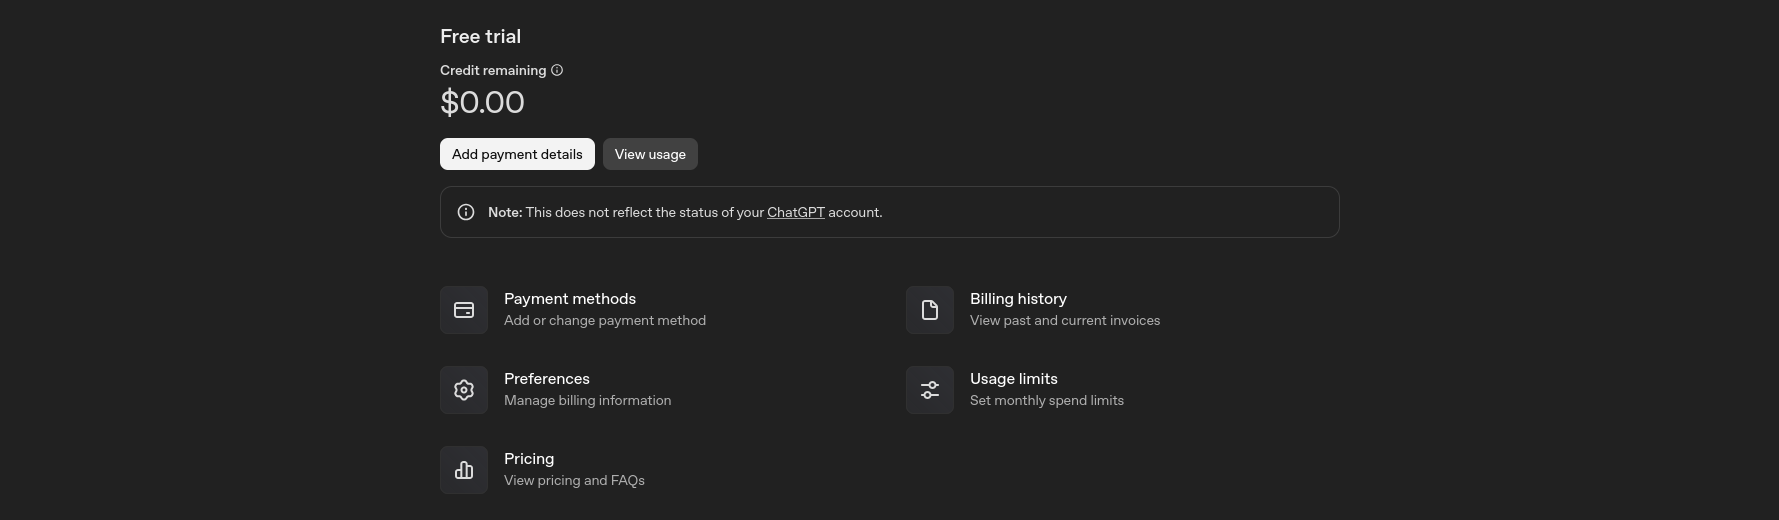 Free trial
Credit remaining
$0.00
Add payment details
View usage
Note: This does not reflect the status of your ChatGPT account.
Payment methods
Add or change payment method
Billing history
View past and current invoices
Preferences
Manage billing information
Usage limits
Set monthly spend limits
Pricing
View pricing and FAQs